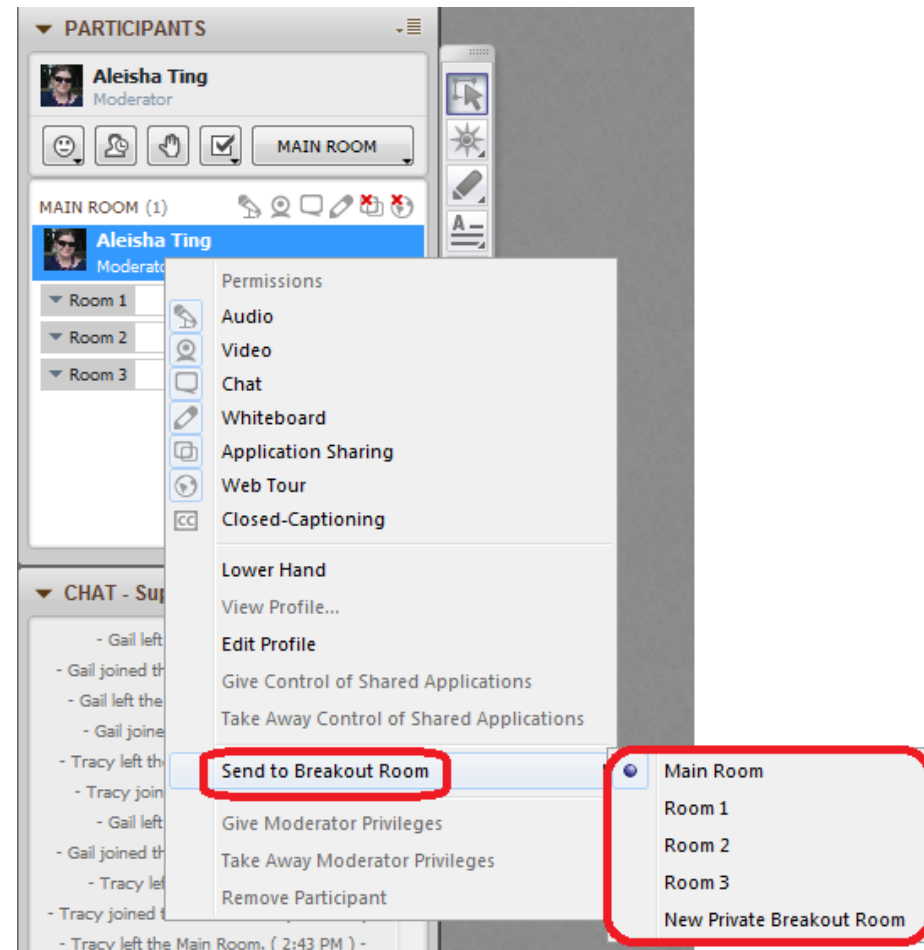 PARTICIPANTS
Aleisha Ting
Moderator
MAIN ROOM
MAIN ROOM (1)
Aleisha Ting
Moderato
Room 1
Room 2
Room 3
Permissions
Audio
Video
Chat
Whiteboard
Application Sharing
Web Tour
CC Closed-Captioning
Lower Hand
View Profile...
Edit Profile
Give Control of Shared Applications
Take Away Control of Shared Applications
Send to Breakout Room
Give Moderator Privileges
Take Away Moderator Privileges
Remove Participant
Main Room
Room 1
Room 2
Room 3
New Private Breakout Room
A
CHAT - Sup
- Gail left
- Gail joined th
- Gail left the
- Gail joine
- Tracy left th
- Tracy join
- Gail left
- Gail joined th
- Tracy lef
- Tracy joined t
- Tracy left the Main Room. ( 2:43 PM ) -